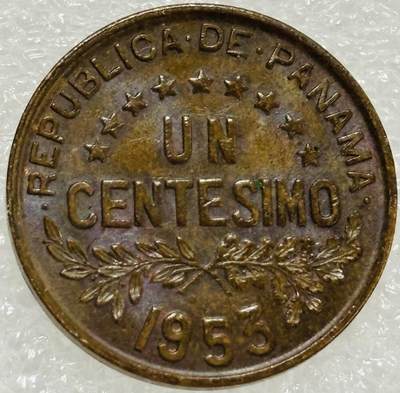 ·REPUBLICA·DE·PANAMA·
UN
CENTESIMO
1953